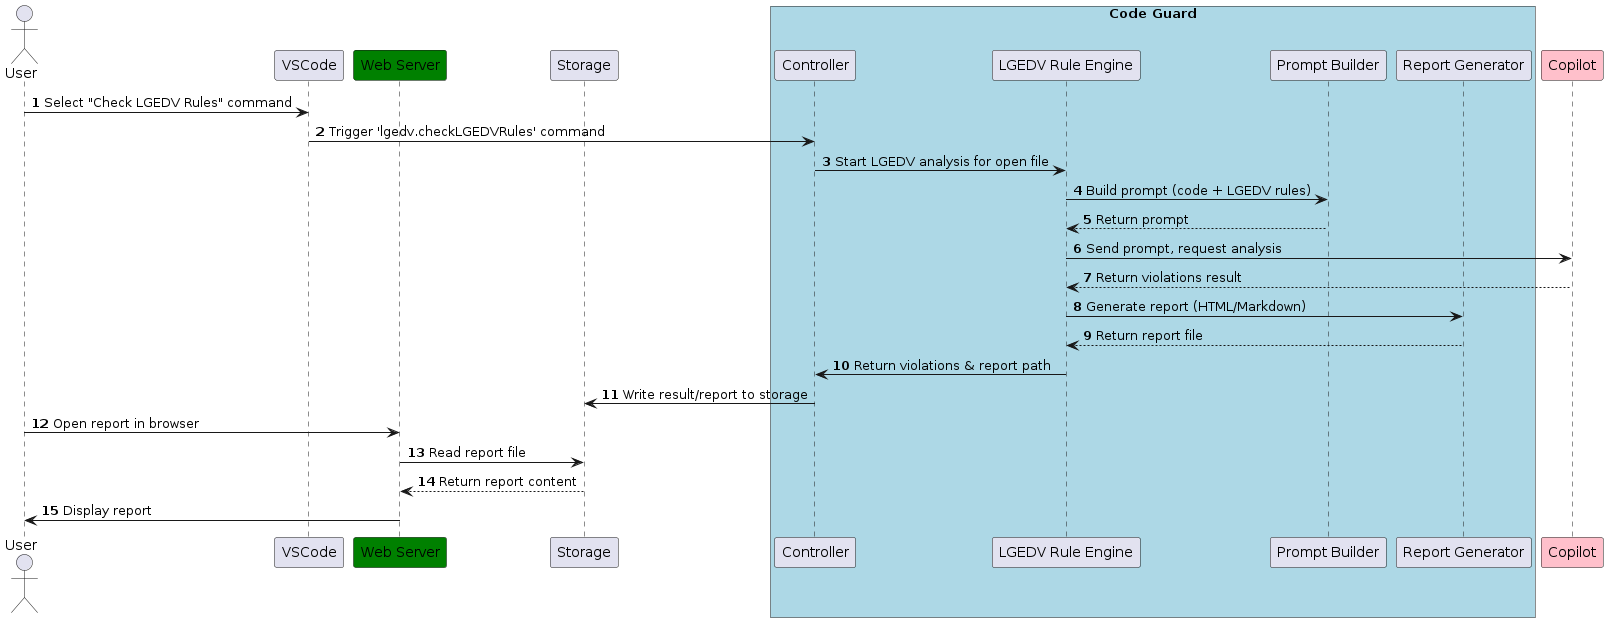 Code Guard
User
VSCode
Web Server
Storage
Controller
LGEDV Rule Engine
Prompt Builder
Report Generator
Copilot
1 Select "Check LGEDV Rules" command
2 Trigger 'lgedv.checkLGEDVRules' command
3 Start LGEDV analysis for open file
4 Build prompt (code + LGEDV rules)
5 Return prompt
6 Send prompt, request analysis
7 Return violations result
8 Generate report (HTML/Markdown)
9 Return report file
10 Return violations & report path
11 Write result/report to storage
12 Open report in browser
13 Read report file
14 Return report content
15 Display report
User
VSCode
Web Server
Storage
Controller
LGEDV Rule Engine
Prompt Builder
Report Generator
Copilot